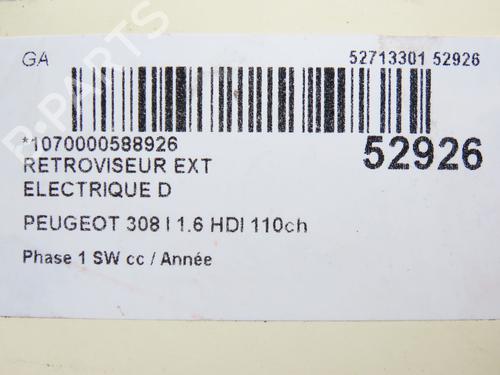 GA
52713301 52926
*1070000588926
52926
RETROVISEUR EXT
ELECTRIQUE D
PEUGEOT 308 I 1.6 HDI 110ch
Phase 1 SW cc / Année
B-PARTS